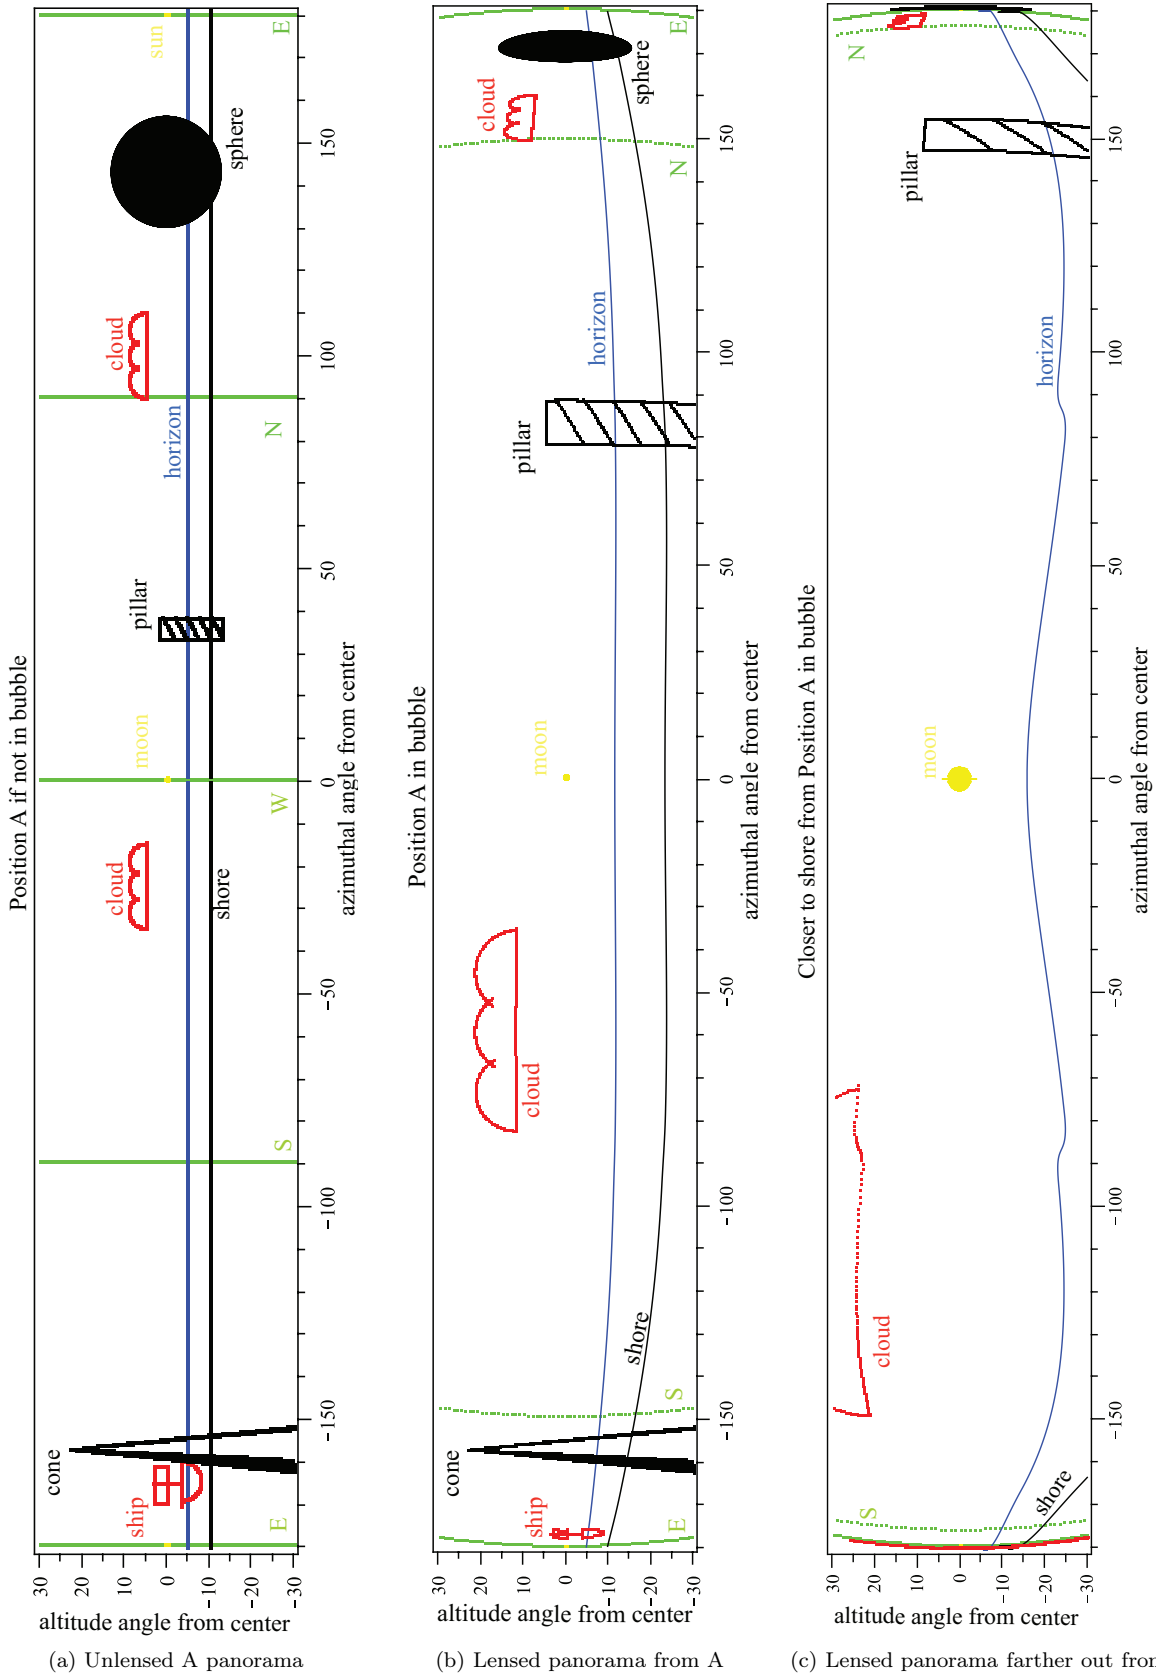 Position A if not in bubble
E
sun
sphere
cloud
N
horizon
pillar
moon
W
cloud
shore
S
cone
ship
E
150
100
50
0
-50
-100
-150
azimuthal angle from center
30
20
10
0
-10
-20
-30
altitude angle from center
(a) Unlensed A panorama
Position A in bubble
E
sphere
cloud
N
horizon
pillar
moon
cloud
shore
S
cone
ship
E
150
100
50
0
-50
-100
-150
azimuthal angle from center
30
20
10
0
-10
-20
-30
altitude angle from center
(b) Lensed panorama from A
Closer to shore from Position A in bubble
N
pillar
horizon
moon
cloud
shore
S
150
100
50
0
-50
-100
-150
azimuthal angle from center
30
20
10
0
-10
-20
-30
altitude angle from center
(c) Lensed panorama farther out from